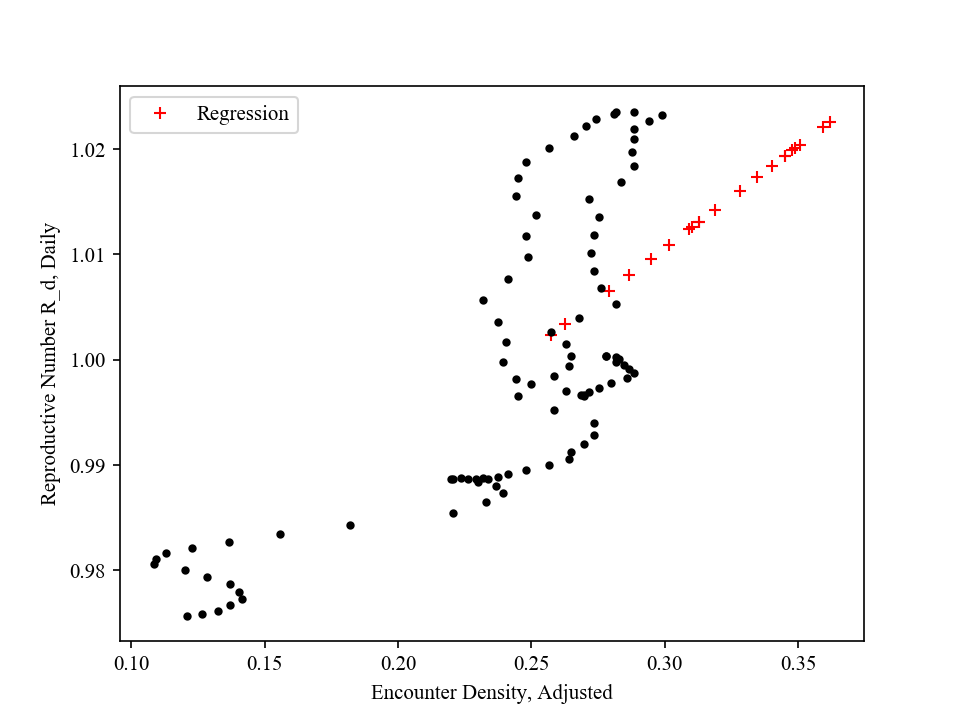 Regression
1.02
1.01
1.00
0.99
0.98
Reproductive Number R_d, Daily
0.10 0.15 0.20 0.25 0.30 0.35
Encounter Density, Adjusted